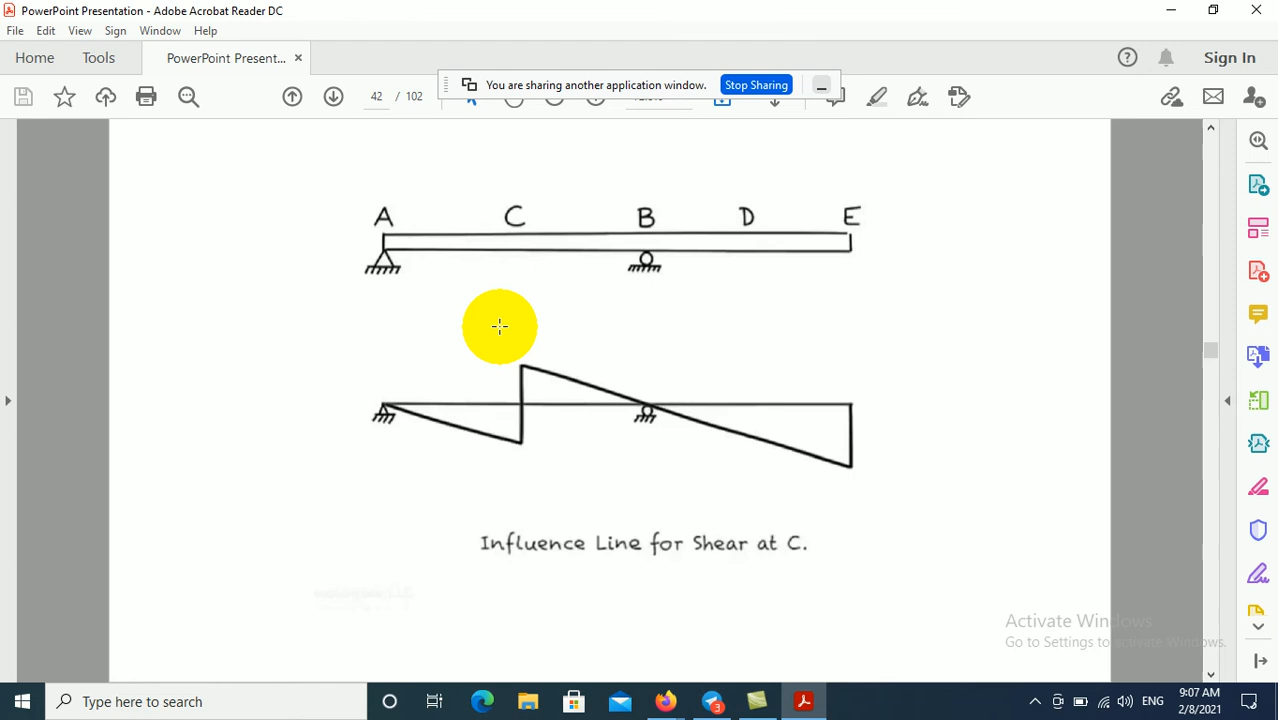 PowerPoint Presentation - Adobe Acrobat Reader DC
File Edit View Sign Window Help
Home Tools PowerPoint Present... × Sign In
You are sharing another application window. Stop Sharing
42 / 102
A C B D E
Influence Line for Shear at C.
Activate Windows
Go to Settings to activate Windows.
Type here to search
3
ENG
9:07 AM
2/8/2021